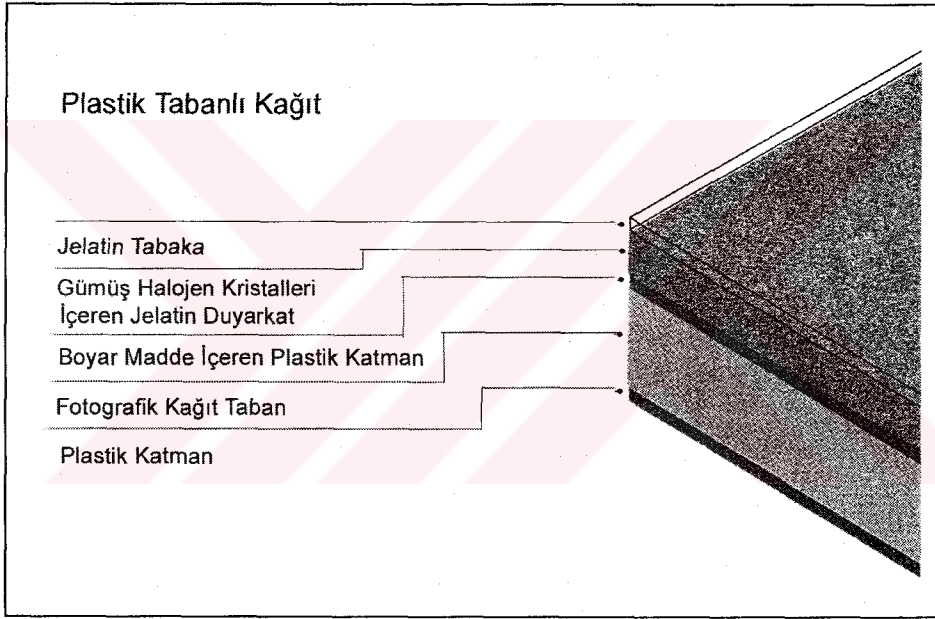 Plastik Tabanlı Kağıt
Jelatin Tabaka
Gümüş Halojen Kristalleri
İçeren Jelatin Duyarkat
Boyar Madde İçeren Plastik Katman
Fotografik Kağıt Taban
Plastik Katman